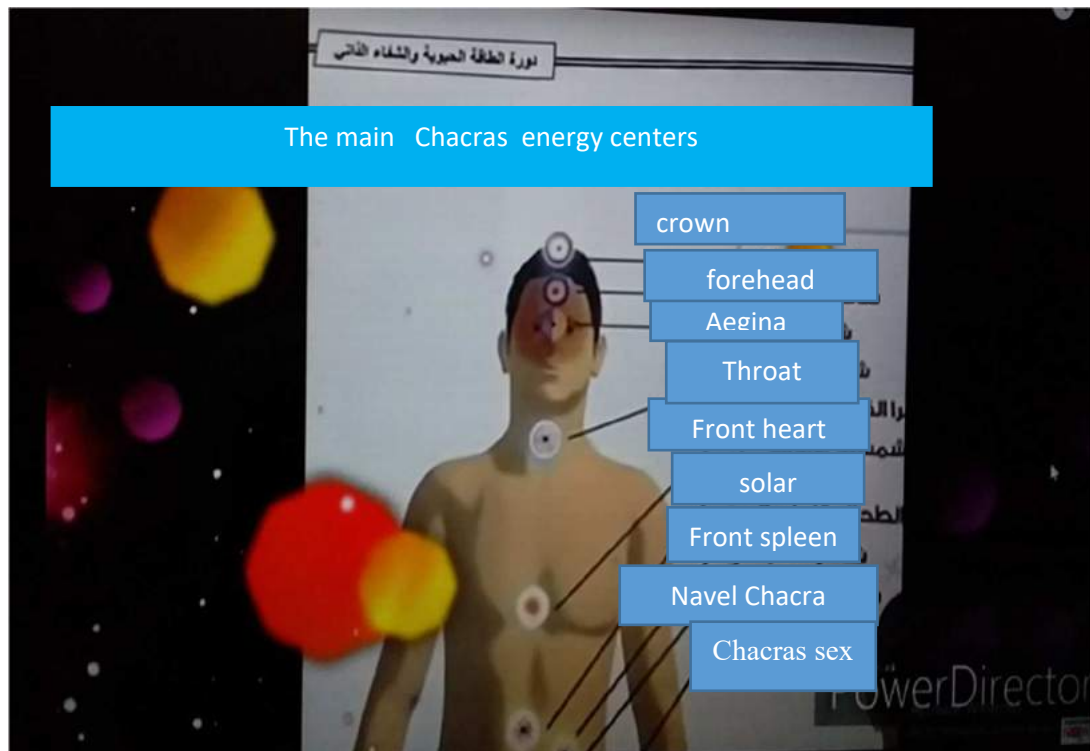 دورة الطاقة الحيوية والشفاء الذاتي
The main Chacras energy centers
crown
forehead
Aegina
Throat
Front heart
solar
Front spleen
Navel Chacra
Chacras sex
PowerDirector